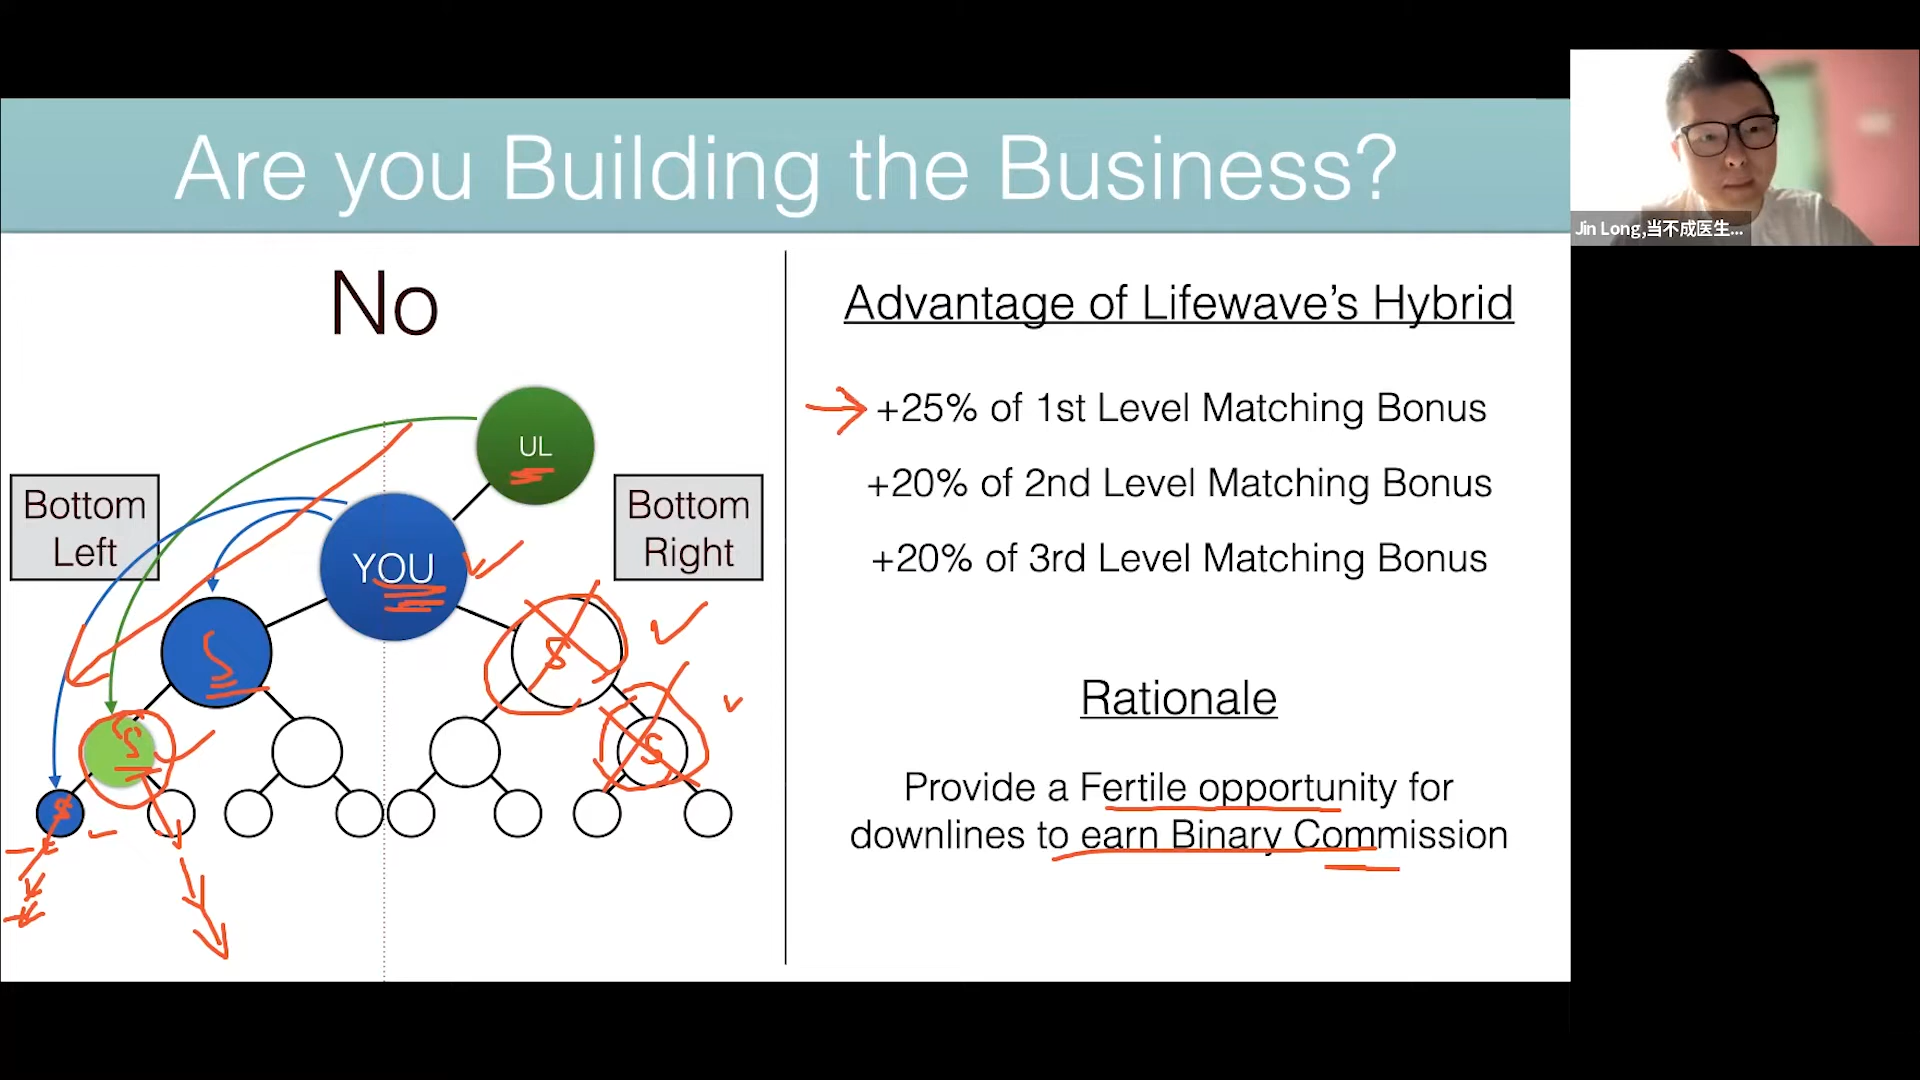 Are you Building the Business?
Jin Long,当不成医生...
No
Advantage of Lifewave's Hybrid
+25% of 1st Level Matching Bonus
+20% of 2nd Level Matching Bonus
+20% of 3rd Level Matching Bonus
UL
Bottom
Left
Bottom
Right
YOU
S
S
S
S
$
Rationale
Provide a Fertile opportunity for
downlines to earn Binary Commission